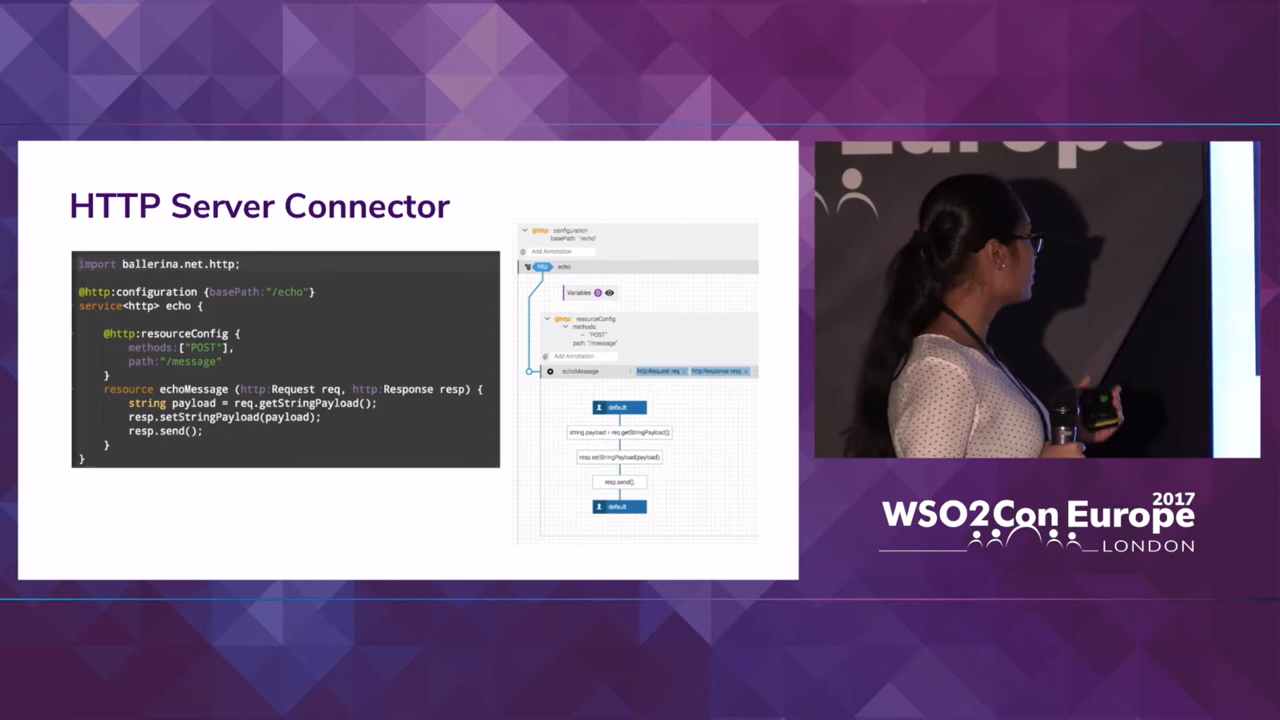 HTTP Server Connector
import ballerina.net.http;
@http:configuration {basePath:"/echo"}
service<http> echo {
@http:resourceConfig {
methods:["POST"],
path:"/message"
}
resource echoMessage (http:Request req, http:Response resp) {
string payload = req.getStringPayload();
resp.setStringPayload(payload);
resp.send();
}
}
@http: configuration
basePath: "/echo"
@ Add Annotation
http echo
Variables 0
@http: resourceConfig
methods:
– "POST"
path: "/message"
@ Add Annotation
echoMessage ( http:Request req x http:Response resp x
default
string payload = req.getStringPayload();
resp.setStringPayload(payload);
resp.send();
default
Europe
2017
WSO2Con Europe
LONDON